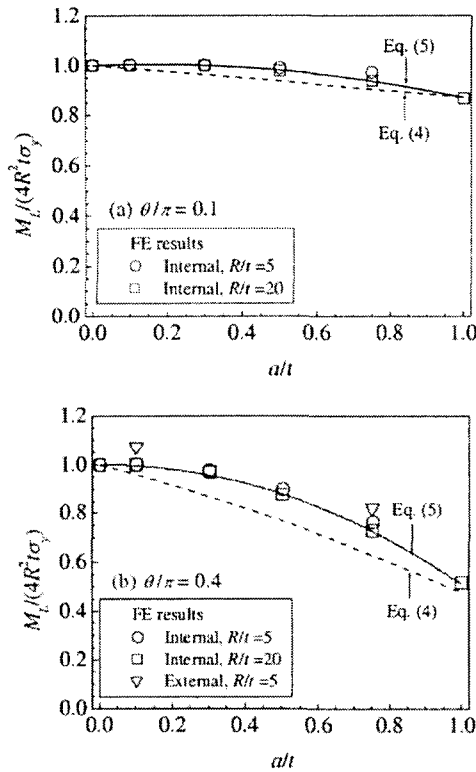 1.2
1.0
0.8
0.6
0.4
0.2
0.0
M_L/(4R²tσ_y)
Eq. (5)
Eq. (4)
(a) θ/π = 0.1
FE results
Internal, R/t =5
Internal, R/t =20
0.0 0.2 0.4 0.6 0.8 1.0
a/t
1.2
1.0
0.8
0.6
0.4
0.2
0.0
M_L/(4R²tσ_y)
Eq. (5)
Eq. (4)
(b) θ/π = 0.4
FE results
Internal, R/t =5
Internal, R/t =20
External, R/t =5
0.0 0.2 0.4 0.6 0.8 1.0
a/t